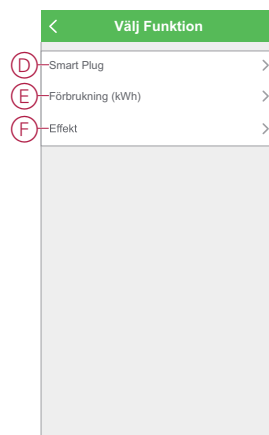 Välj Funktion
D Smart Plug
E Förbrukning (kWh)
F Effekt